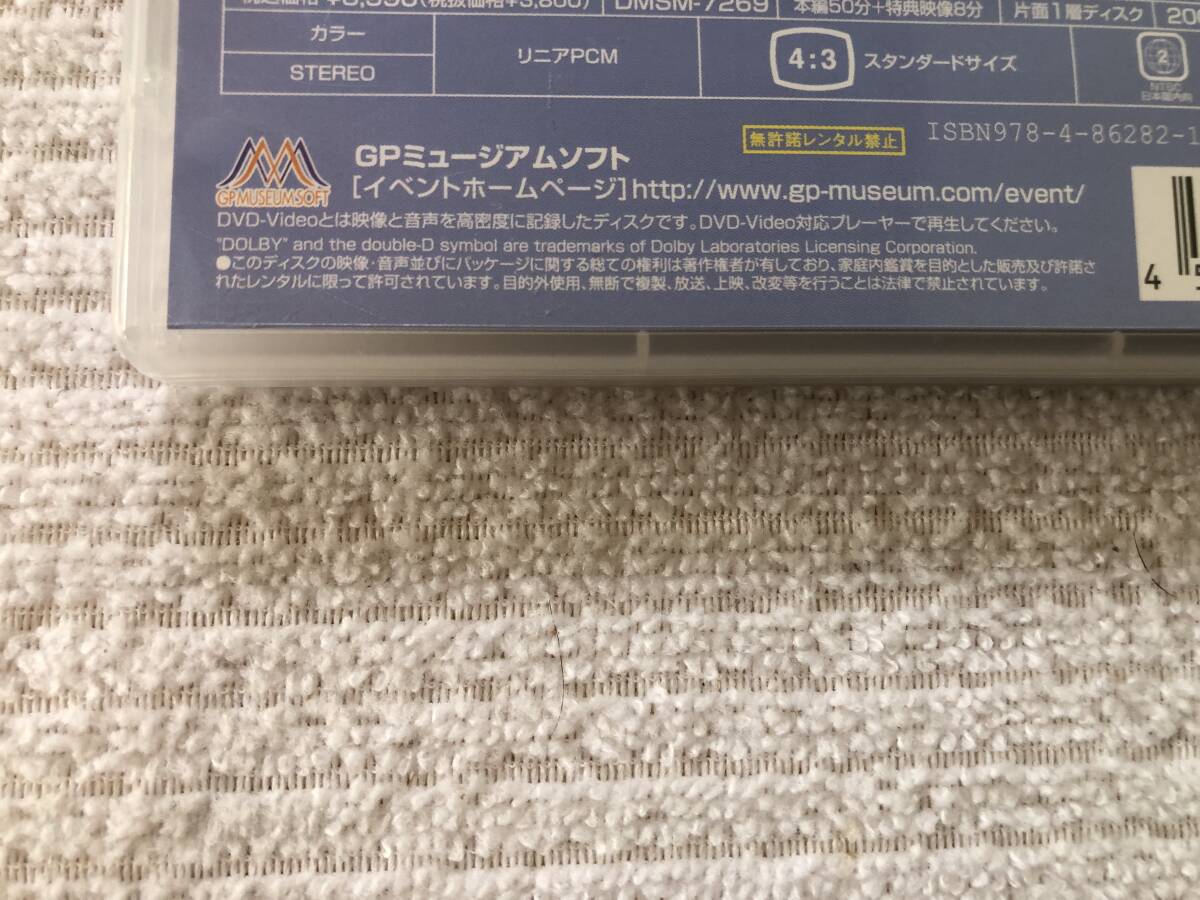 (税抜価格¥3,800)
DMSM-7269
本編50分+特典映像8分
片面1層ディスク
カラー
STEREO
リニアPCM
4:3 スタンダードサイズ
2
NTSC
日本国内向
無許諾レンタル禁止
ISBN978-4-86282-1
GP MUSEUM SOFT
GPミュージアムソフト
[イベントホームページ]http://www.gp-museum.com/event/
DVD-Videoとは映像と音声を高密度に記録したディスクです。DVD-Video対応プレーヤーで再生してください。
"DOLBY" and the double-D symbol are trademarks of Dolby Laboratories Licensing Corporation.
●このディスクの映像・音声並びにパッケージに関する総ての権利は著作権者が有しており、家庭内鑑賞を目的とした販売及び許諾さ
れたレンタルに限って許可されています。目的外使用、無断で複製、放送、上映、改変等を行うことは法律で禁止されています。
4